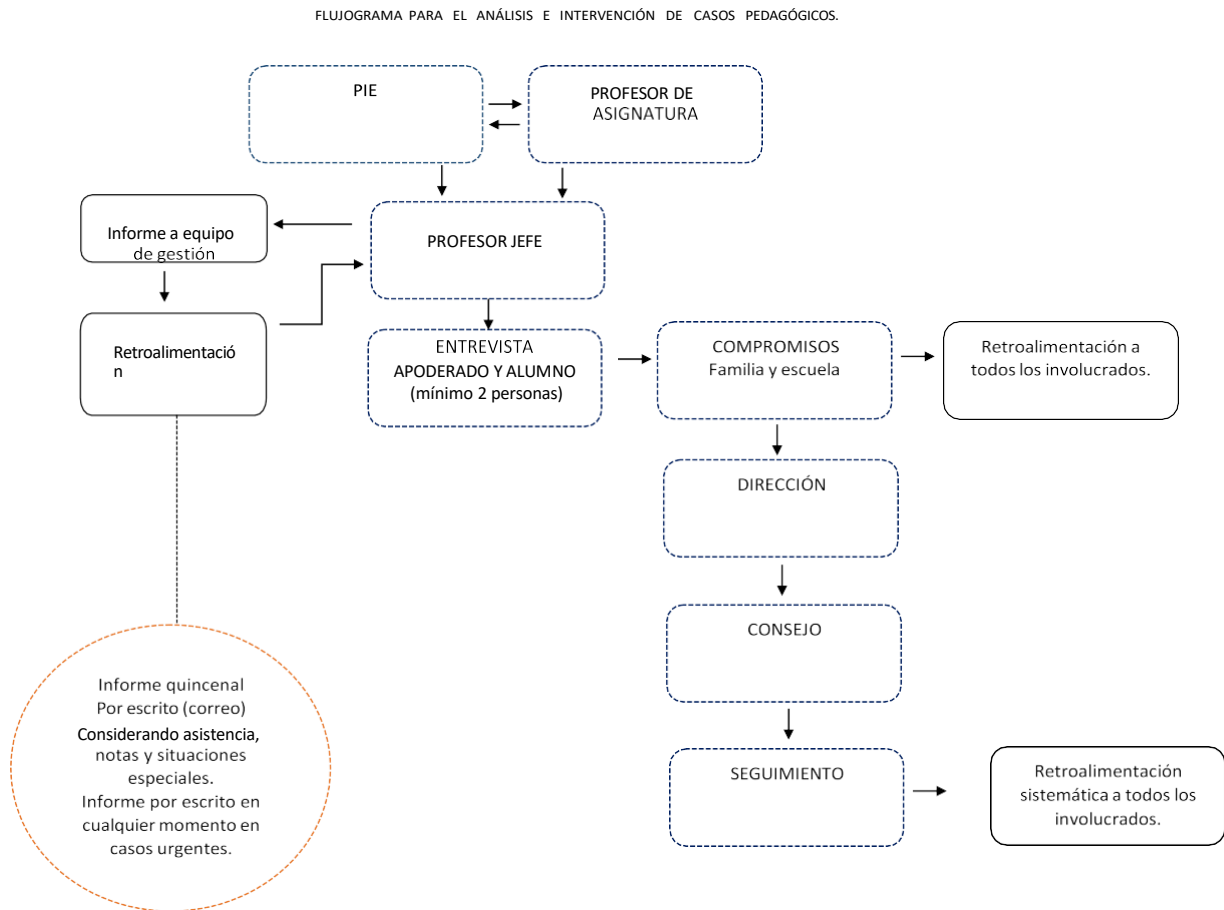 FLUJOGRAMA PARA EL ANÁLISIS E INTERVENCIÓN DE CASOS PEDAGÓGICOS.
PIE
PROFESOR DE
ASIGNATURA
Informe a equipo
de gestión
PROFESOR JEFE
Retroalimentació
n
ENTREVISTA
APODERADO Y ALUMNO
(mínimo 2 personas)
COMPROMISOS
Familia y escuela
Retroalimentación a
todos los involucrados.
DIRECCIÓN
CONSEJO
Informe quincenal
Por escrito (correo)
Considerando asistencia,
notas y situaciones
especiales.
Informe por escrito en
cualquier momento en
casos urgentes.
SEGUIMIENTO
Retroalimentación
sistemática a todos los
involucrados.